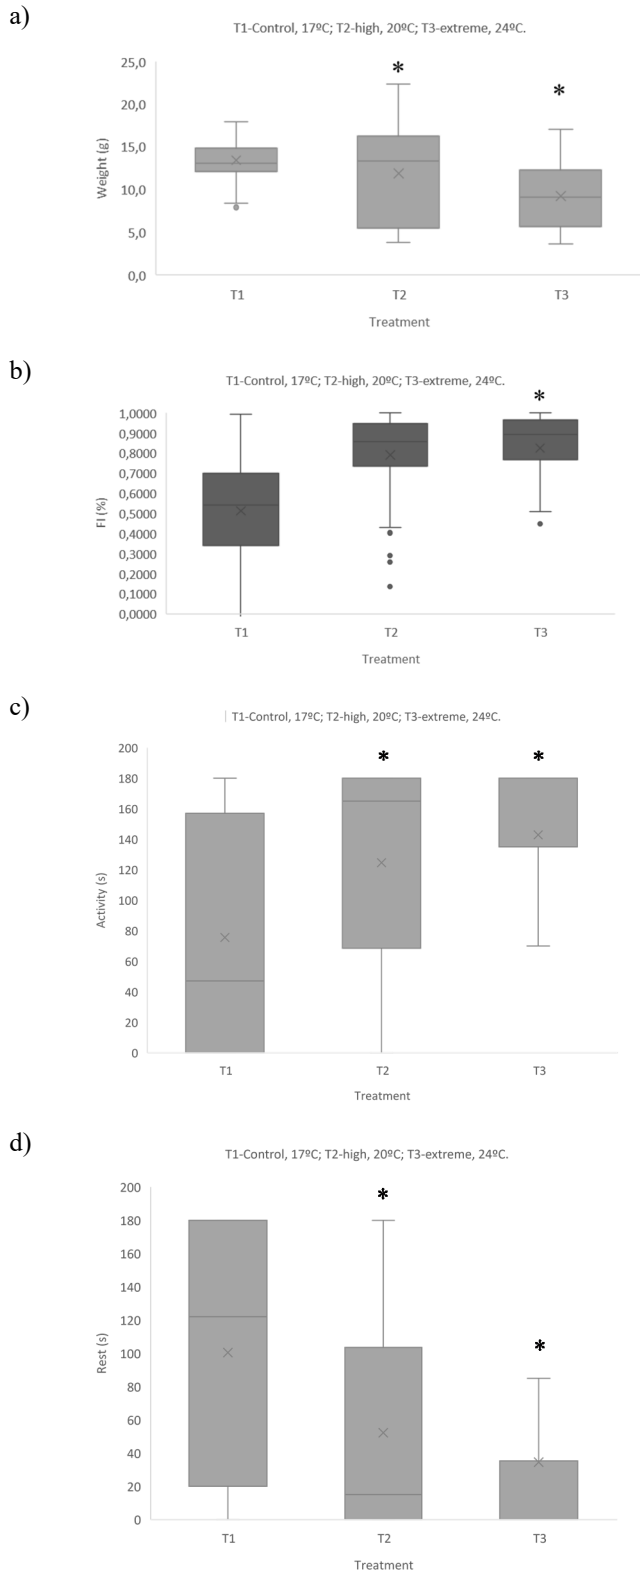 a)
T1-Control, 17ºC; T2-high, 20ºC; T3-extreme, 24ºC.
*
*
25,0
20,0
15,0
10,0
5,0
0,0
Weight (g)
T1 T2 T3
Treatment
b)
T1-Control, 17ºC; T2-high, 20ºC; T3-extreme, 24ºC.
*
1,0000
0,9000
0,8000
0,7000
0,6000
0,5000
0,4000
0,3000
0,2000
0,1000
0,0000
FI (%)
T1 T2 T3
Treatment
c)
T1-Control, 17ºC; T2-high, 20ºC; T3-extreme, 24ºC.
* *
200
180
160
140
120
100
80
60
40
20
0
Activity (s)
T1 T2 T3
Treatment
d)
T1-Control, 17ºC; T2-high, 20ºC; T3-extreme, 24ºC.
*
*
200
180
160
140
120
100
80
60
40
20
0
Rest (s)
T1 T2 T3
Treatment